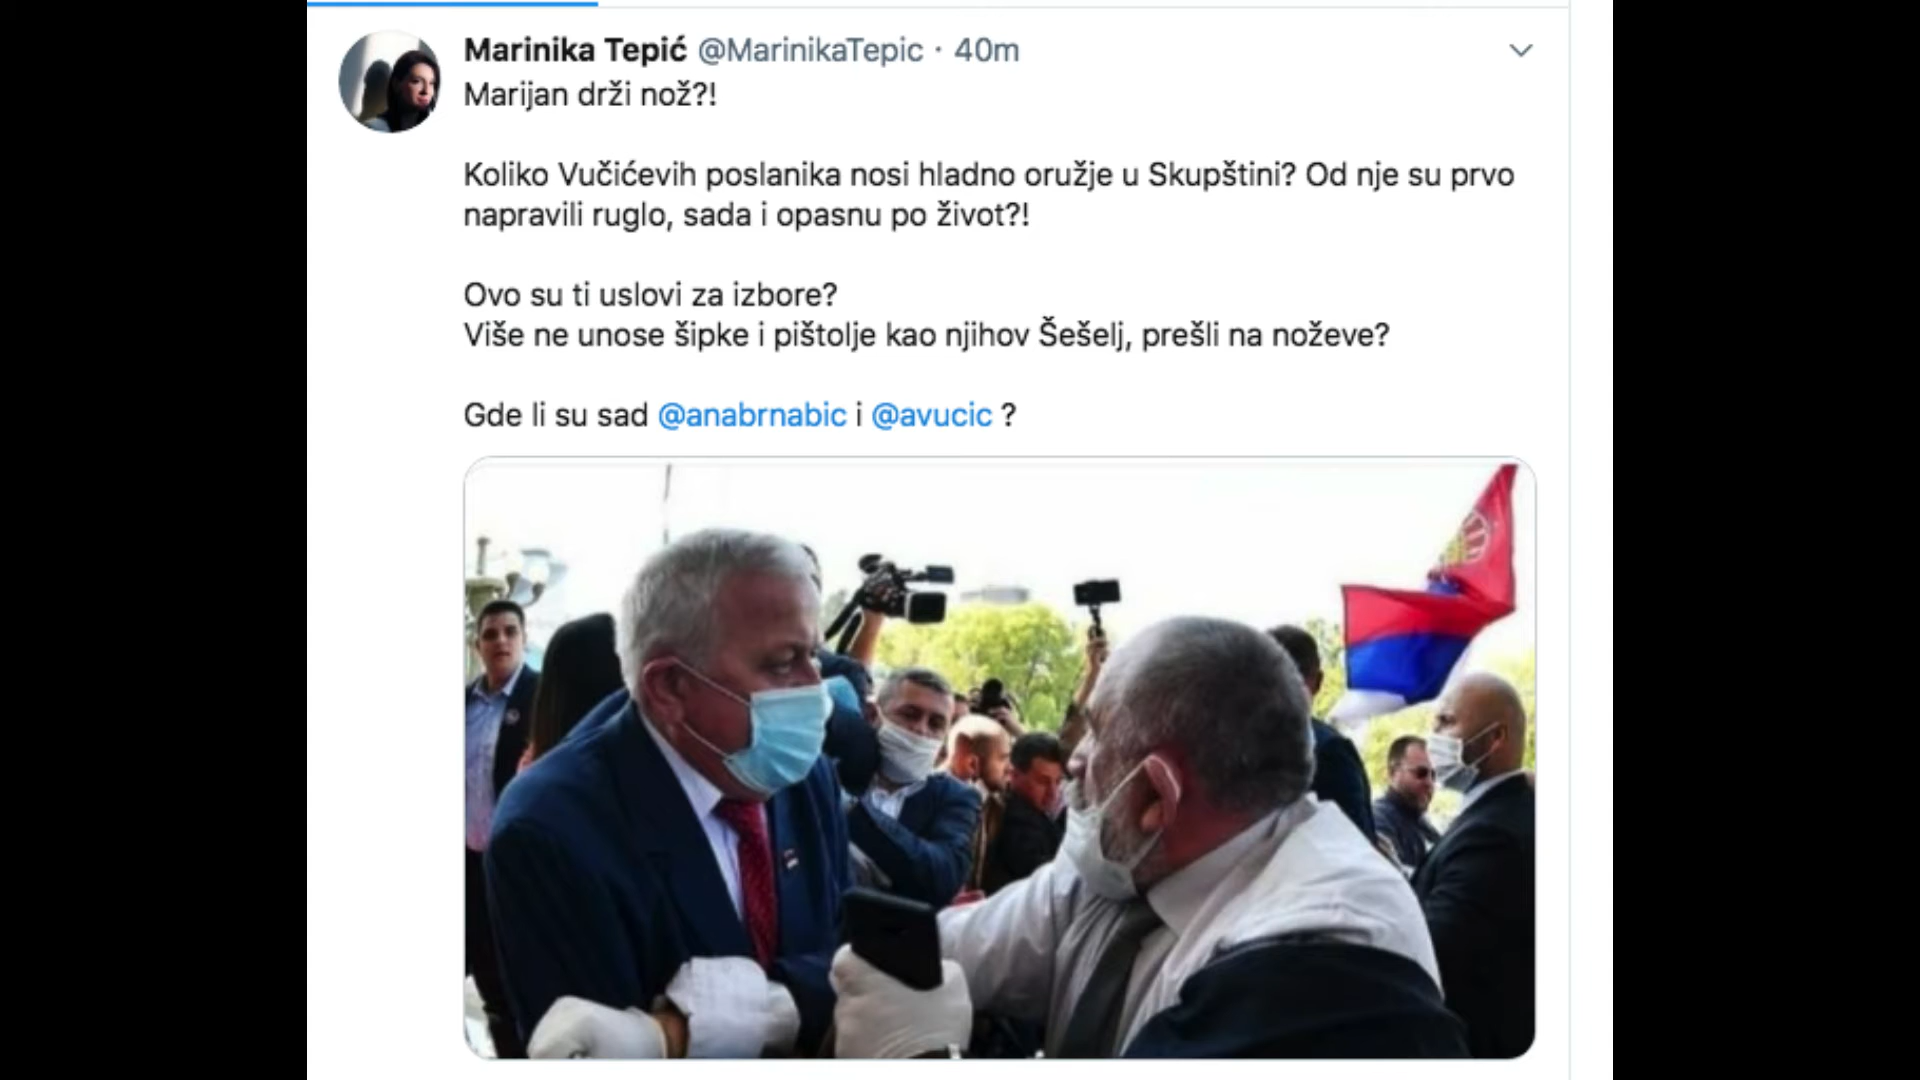 Marinika Tepić @MarinikaTepic · 40m
Marijan drži nož?!
Koliko Vučićevih poslanika nosi hladno oružje u Skupštini? Od nje su prvo
napravili ruglo, sada i opasnu po život?!
Ovo su ti uslovi za izbore?
Više ne unose šipke i pištolje kao njihov Šešelj, prešli na noževe?
Gde li su sad @anabrnabic i @avucic ?